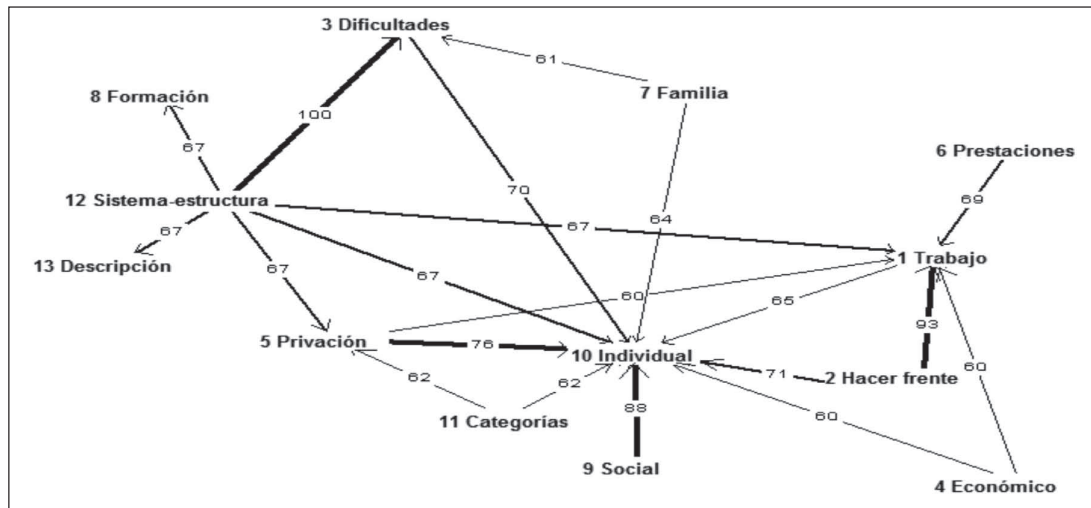 3 Dificultades
61
7 Familia
8 Formación
100
6 Prestaciones
67
69
12 Sistema-estructura
70
64
67
67
13 Descripción
1 Trabajo
67
67
60
65
93
5 Privación
76
10 Individual
62
62
71
2 Hacer frente
60
88
11 Categorías
60
9 Social
4 Económico